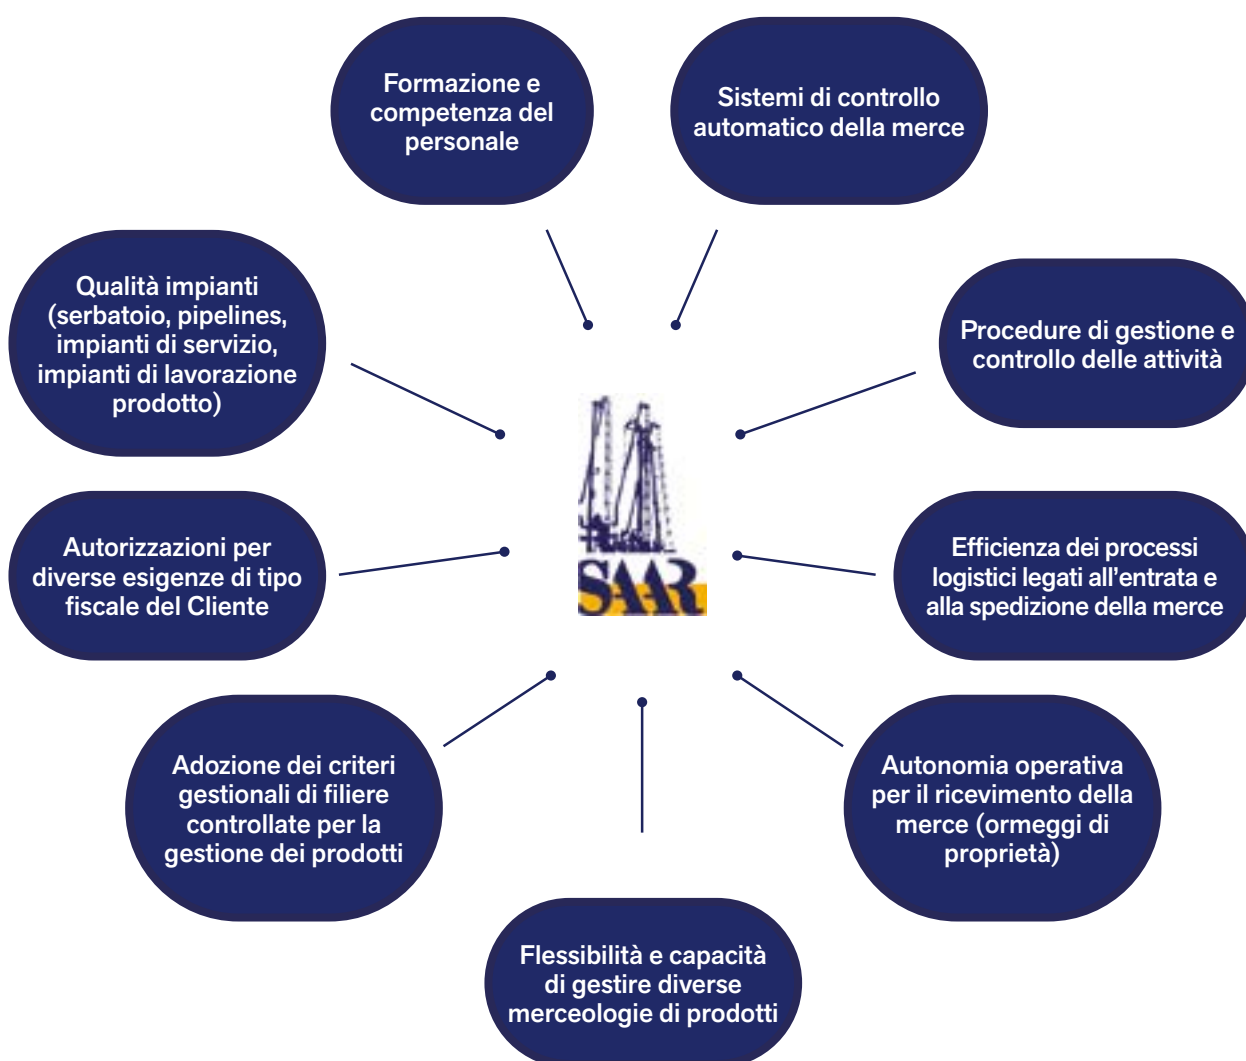 Formazione e
competenza del
personale
Sistemi di controllo
automatico della merce
Qualità impianti
(serbatoio, pipelines,
impianti di servizio,
impianti di lavorazione
prodotto)
Procedure di gestione e
controllo delle attività
Autorizzazioni per
diverse esigenze di tipo
fiscale del Cliente
SAAR
Efficienza dei processi
logistici legati all’entrata e
alla spedizione della merce
Adozione dei criteri
gestionali di filiere
controllate per la
gestione dei prodotti
Autonomia operativa
per il ricevimento della
merce (ormeggi di
proprietà)
Flessibilità e capacità
di gestire diverse
merceologie di prodotti